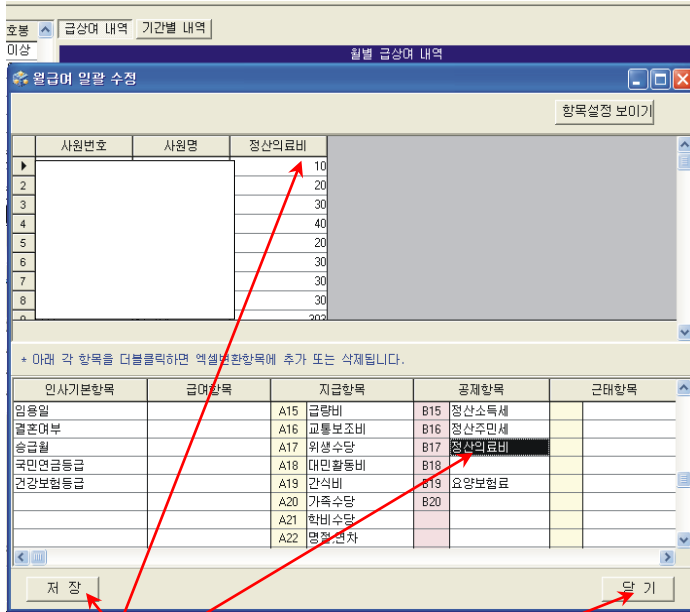 호봉 급상여 내역 기간별 내역
이상 월별 급상여 내역
월급여 일괄 수정
항목설정 보이기
사원번호 사원명 정산의료비
10
2 20
3 30
4 40
5 20
6 30
7 30
8 30
+ 아래 각 항목을 더블클릭하면 엑셀변환항목에 추가 또는 삭제됩니다.
인사기본항목 급여항목 지급항목 공제항목 근태항목
임용일 A15 급량비 B15 정산소득세
결혼여부 A16 교통보조비 B16 정산주민세
승급월 A17 위생수당 B17 정산의료비
국민연금등급 A18 대민활동비 B18
건강보험등급 A19 간식비 B19 요양보험료
A20 가족수당 B20
A21 학비수당
A22 명절,연차
저 장 닫 기